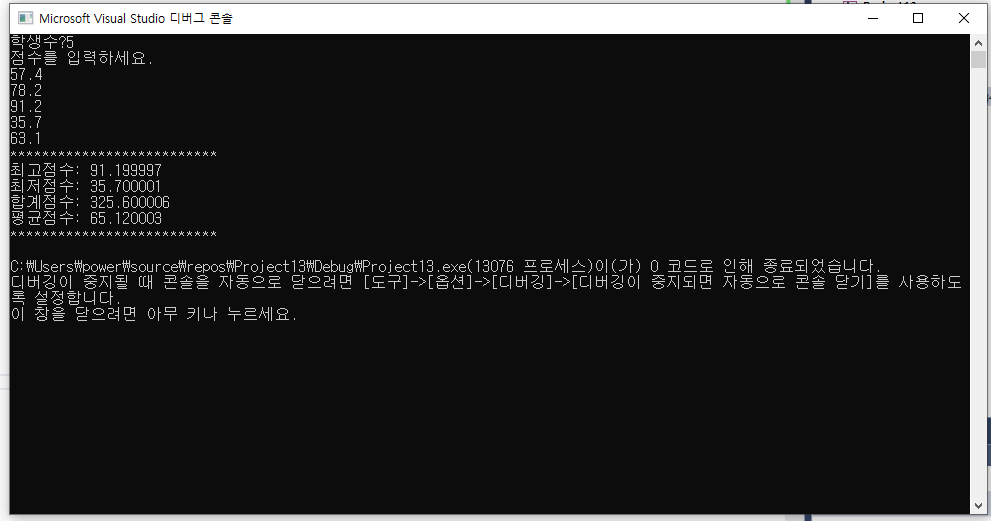 Microsoft Visual Studio 디버그 콘솔
학생수?5
점수를 입력하세요.
57.4
78.2
91.2
35.7
63.1
**************************
최고점수: 91.199997
최저점수: 35.700001
합계점수: 325.600006
평균점수: 65.120003
**************************
C:₩Users₩power₩source₩repos₩Project13₩Debug₩Project13.exe(13076 프로세스)이(가) 0 코드로 인해 종료되었습니다.
디버깅이 중지될 때 콘솔을 자동으로 닫으려면 [도구]->[옵션]->[디버깅]->[디버깅이 중지되면 자동으로 콘솔 닫기]를 사용하도
록 설정합니다.
이 창을 닫으려면 아무 키나 누르세요.